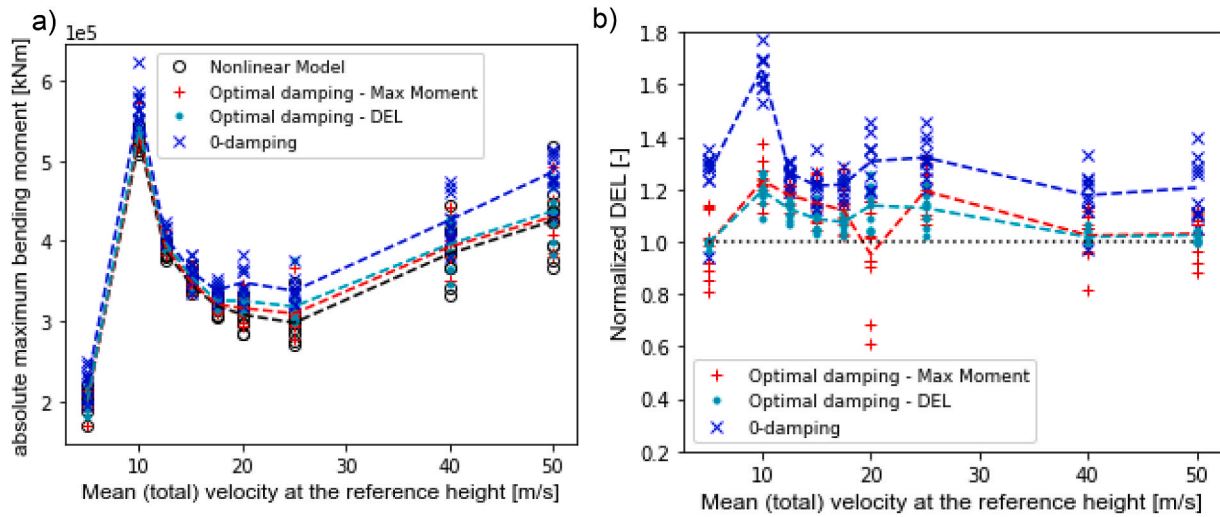 a)
1e5
absolute maximum bending moment [kNm]
6
5
4
3
2
Nonlinear Model
Optimal damping - Max Moment
Optimal damping - DEL
0-damping
10 20 30 40 50
Mean (total) velocity at the reference height [m/s]
b)
Normalized DEL [-]
1.8
1.6
1.4
1.2
1.0
0.8
0.6
0.4
0.2
Optimal damping - Max Moment
Optimal damping - DEL
0-damping
10 20 30 40 50
Mean (total) velocity at the reference height [m/s]